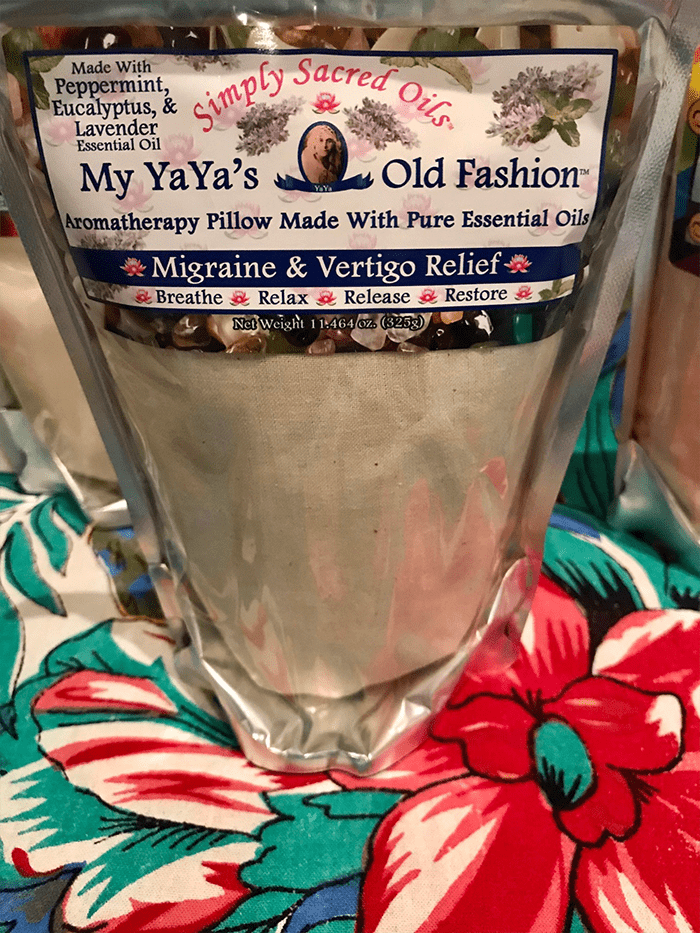 Made With
Peppermint,
Eucalyptus, &
Lavender
Essential Oil
Simply Sacred Oils
My YaYa's Old Fashion™
YaYa
Aromatherapy Pillow Made With Pure Essential Oils
Migraine & Vertigo Relief
Breathe Relax Release Restore
Net Weight 11.464 oz. (325g)